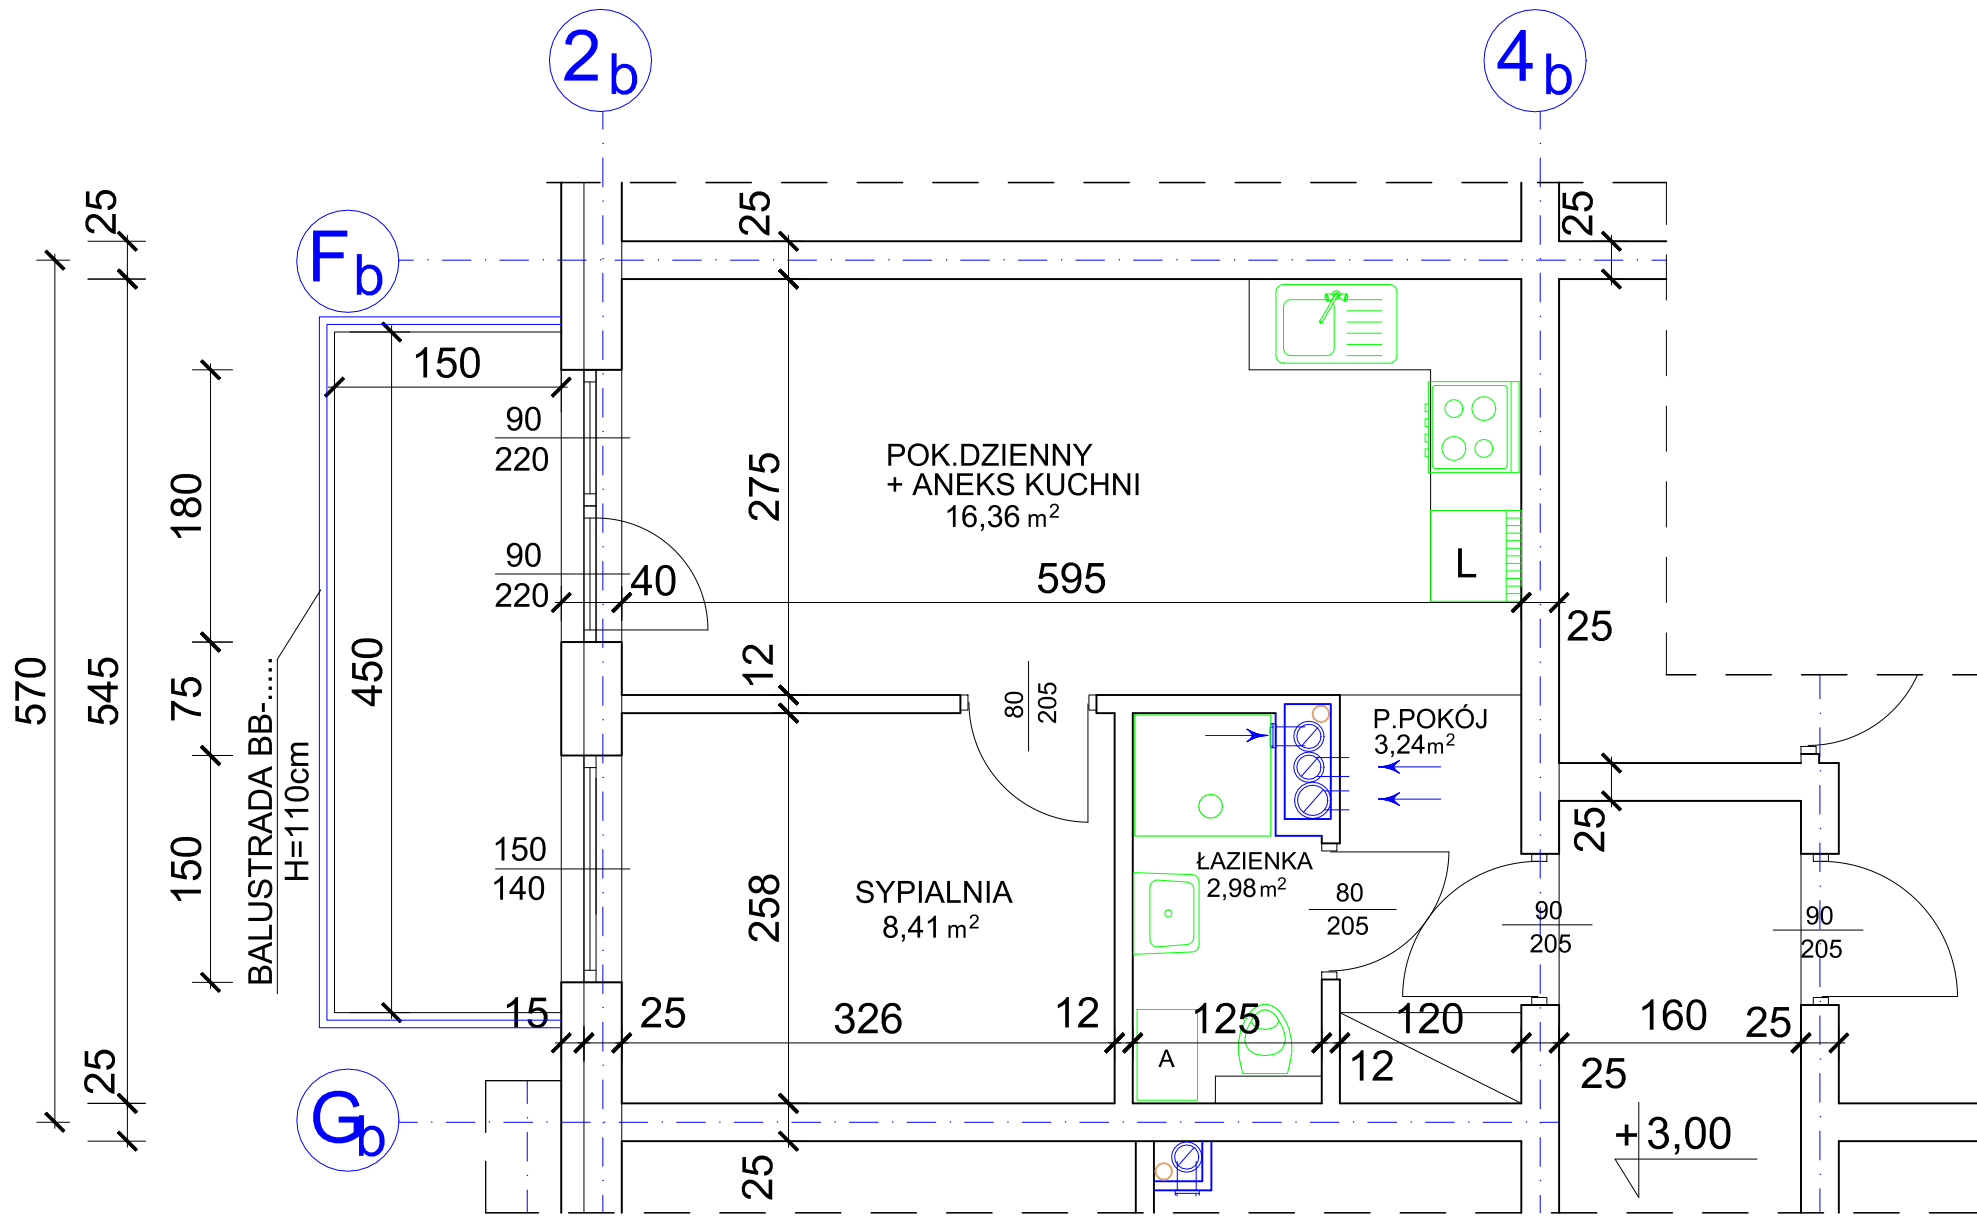 2b
4b
Fb
Gb
25
25
25
570
545
25
180
75
150
450
150
BALUSTRADA BB-.....
H=110cm
90
220
90
220
150
140
40
275
POK.DZIENNY
+ ANEKS KUCHNI
16,36 m²
595
L
25
12
80
205
P.POKÓJ
3,24m²
25
258
SYPIALNIA
8,41 m²
ŁAZIENKA
2,98m²
80
205
90
205
90
205
15
25
326
12
125
A
12
120
25
160
25
+3,00
25